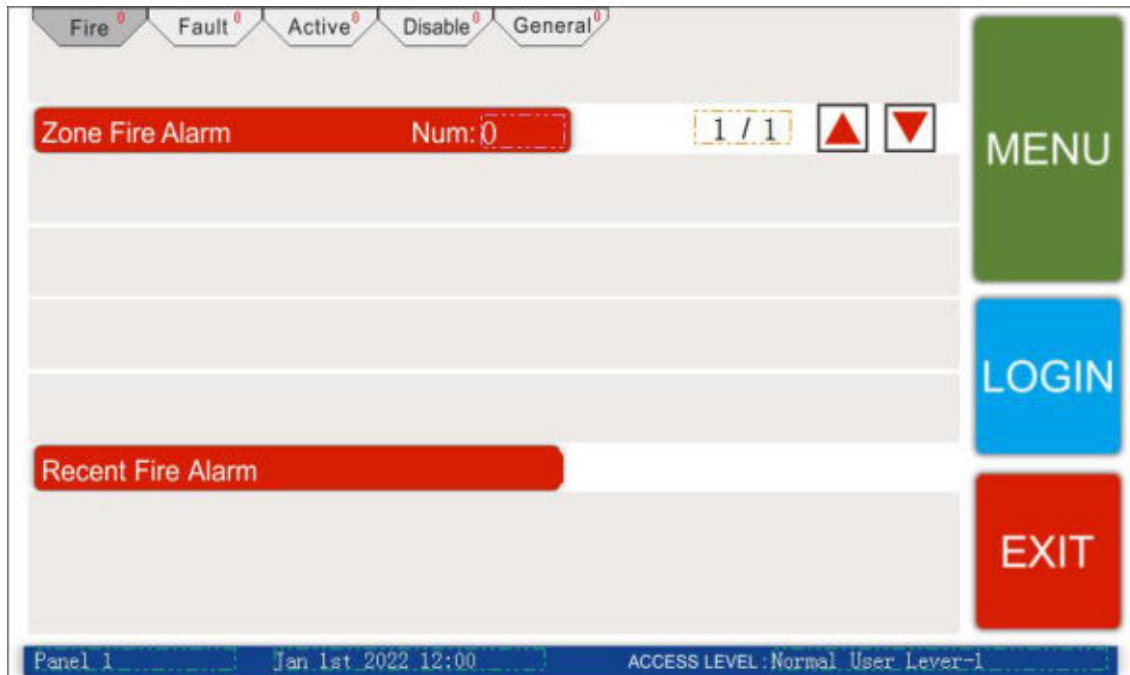 Fire 0 Fault 0 Active 0 Disable 0 General 0
Zone Fire Alarm Num: 0 1 / 1
MENU
LOGIN
Recent Fire Alarm
EXIT
Panel 1 Jan 1st 2022 12:00 ACCESS LEVEL : Normal User Lever-1